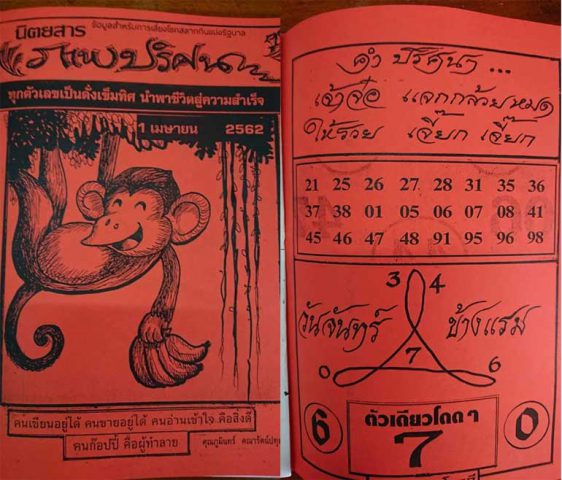 นิตยสาร
ข้อมูลสำหรับการเสี่ยงโชคสลากกินแบ่งรัฐบาล
ภาพปริศนา
ทุกตัวเลขเป็นดั่งเข็มทิศ นำพาชีวิตสู่ความสำเร็จ
1 เมษายน 2562
คนเขียนอยู่ได้ คนขายอยู่ได้ คนอ่านเข้าใจ คือสิ่งดี
คนก๊อปปี้ คือผู้ทำลาย
คุณภูมินทร์
คำ ปริศนา ...
เจ้าจ๋อ แจกกล้วยหมด
ให้รวย เจี๊ยก เจี๊ยก
21 25 26 27 28 31 35 36
37 38 01 05 06 07 08 41
45 46 47 48 91 95 96 98
3 4
วันจันทร์ ข้างแรม
7
0 6
6 ตัวเดียวโดดๆ 0
7